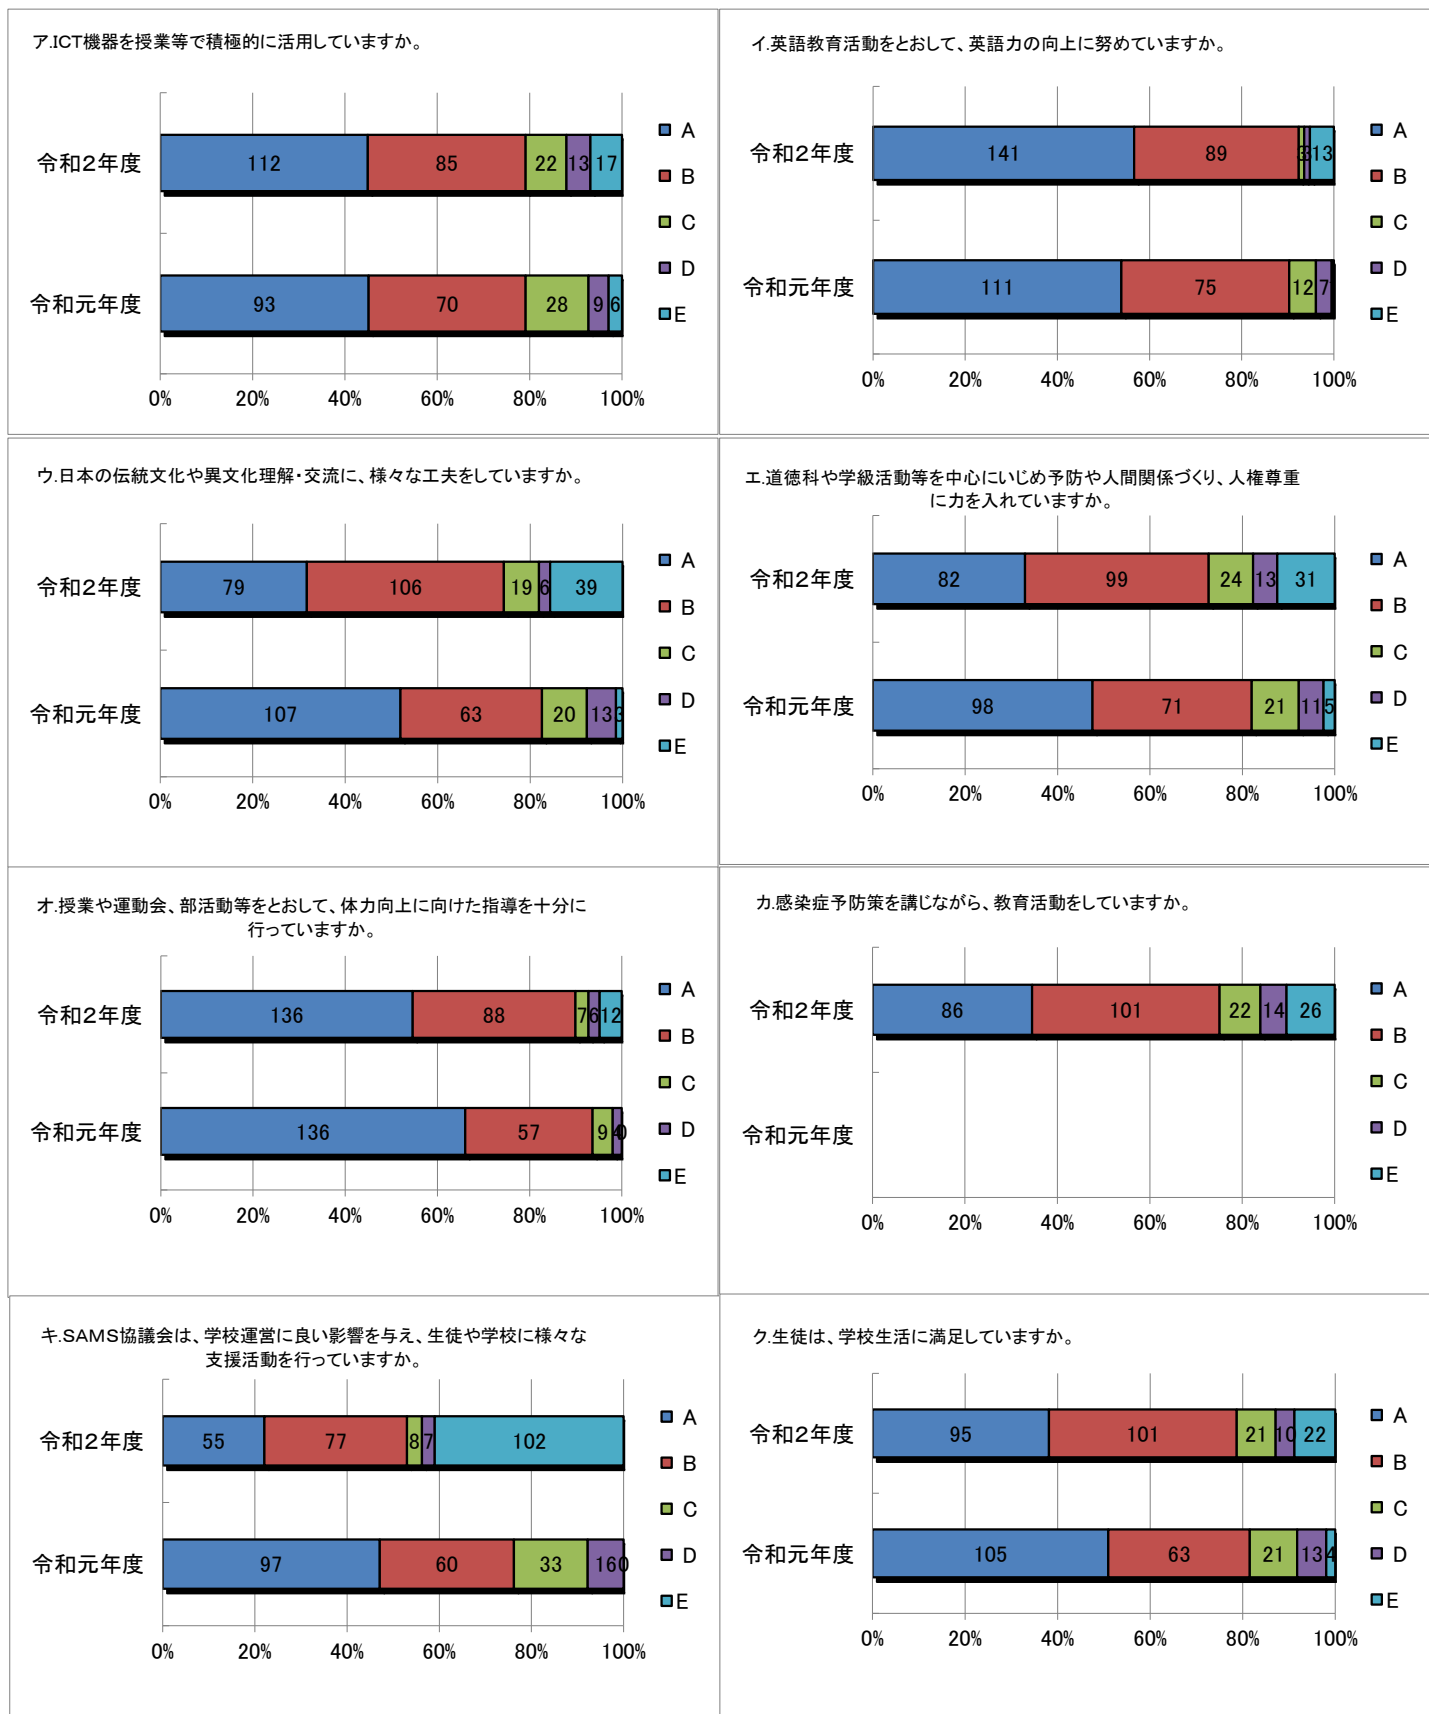 ア.ICT機器を授業等で積極的に活用していますか。
令和2年度
112 85 22 13 17
令和元年度
93 70 28 9 6
0% 20% 40% 60% 80% 100%
A
B
C
D
E
イ.英語教育活動をとおして、英語力の向上に努めていますか。
令和2年度
141 89 3 3 13
令和元年度
111 75 12 7
0% 20% 40% 60% 80% 100%
A
B
C
D
E
ウ.日本の伝統文化や異文化理解・交流に、様々な工夫をしていますか。
令和2年度
79 106 19 6 39
令和元年度
107 63 20 13 3
0% 20% 40% 60% 80% 100%
A
B
C
D
E
エ.道徳科や学級活動等を中心にいじめ予防や人間関係づくり、人権尊重
に力を入れていますか。
令和2年度
82 99 24 13 31
令和元年度
98 71 21 11 5
0% 20% 40% 60% 80% 100%
A
B
C
D
E
オ.授業や運動会、部活動等をとおして、体力向上に向けた指導を十分に
行っていますか。
令和2年度
136 88 7 6 12
令和元年度
136 57 9 4 0
0% 20% 40% 60% 80% 100%
A
B
C
D
E
カ.感染症予防策を講じながら、教育活動をしていますか。
令和2年度
86 101 22 14 26
令和元年度
0% 20% 40% 60% 80% 100%
A
B
C
D
E
キ.SAMS協議会は、学校運営に良い影響を与え、生徒や学校に様々な
支援活動を行っていますか。
令和2年度
55 77 8 7 102
令和元年度
97 60 33 16 0
0% 20% 40% 60% 80% 100%
A
B
C
D
E
ク.生徒は、学校生活に満足していますか。
令和2年度
95 101 21 10 22
令和元年度
105 63 21 13 4
0% 20% 40% 60% 80% 100%
A
B
C
D
E